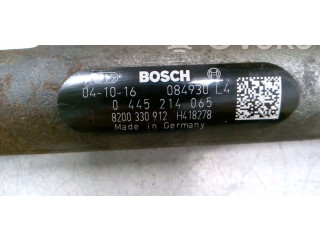 BOSCH
04-10-16 084930 L4
0 445 214 065
8200 330 912 H418278
Made in Germany